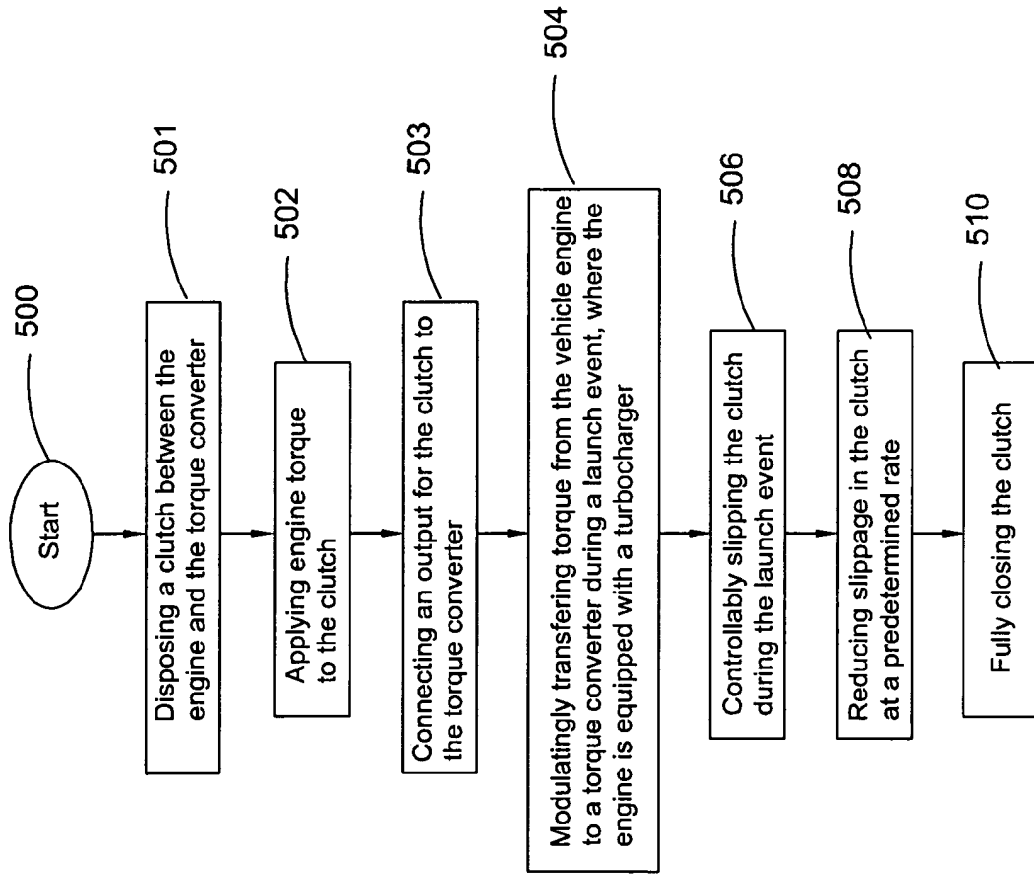 Start
500
Disposing a clutch between the
engine and the torque converter
501
Applying engine torque
to the clutch
502
Connecting an output for the clutch to
the torque converter
503
Modulatingly transfering torque from the vehicle engine
to a torque converter during a launch event, where the
engine is equipped with a turbocharger
504
Controllably slipping the clutch
during the launch event
506
Reducing slippage in the clutch
at a predetermined rate
508
Fully closing the clutch
510